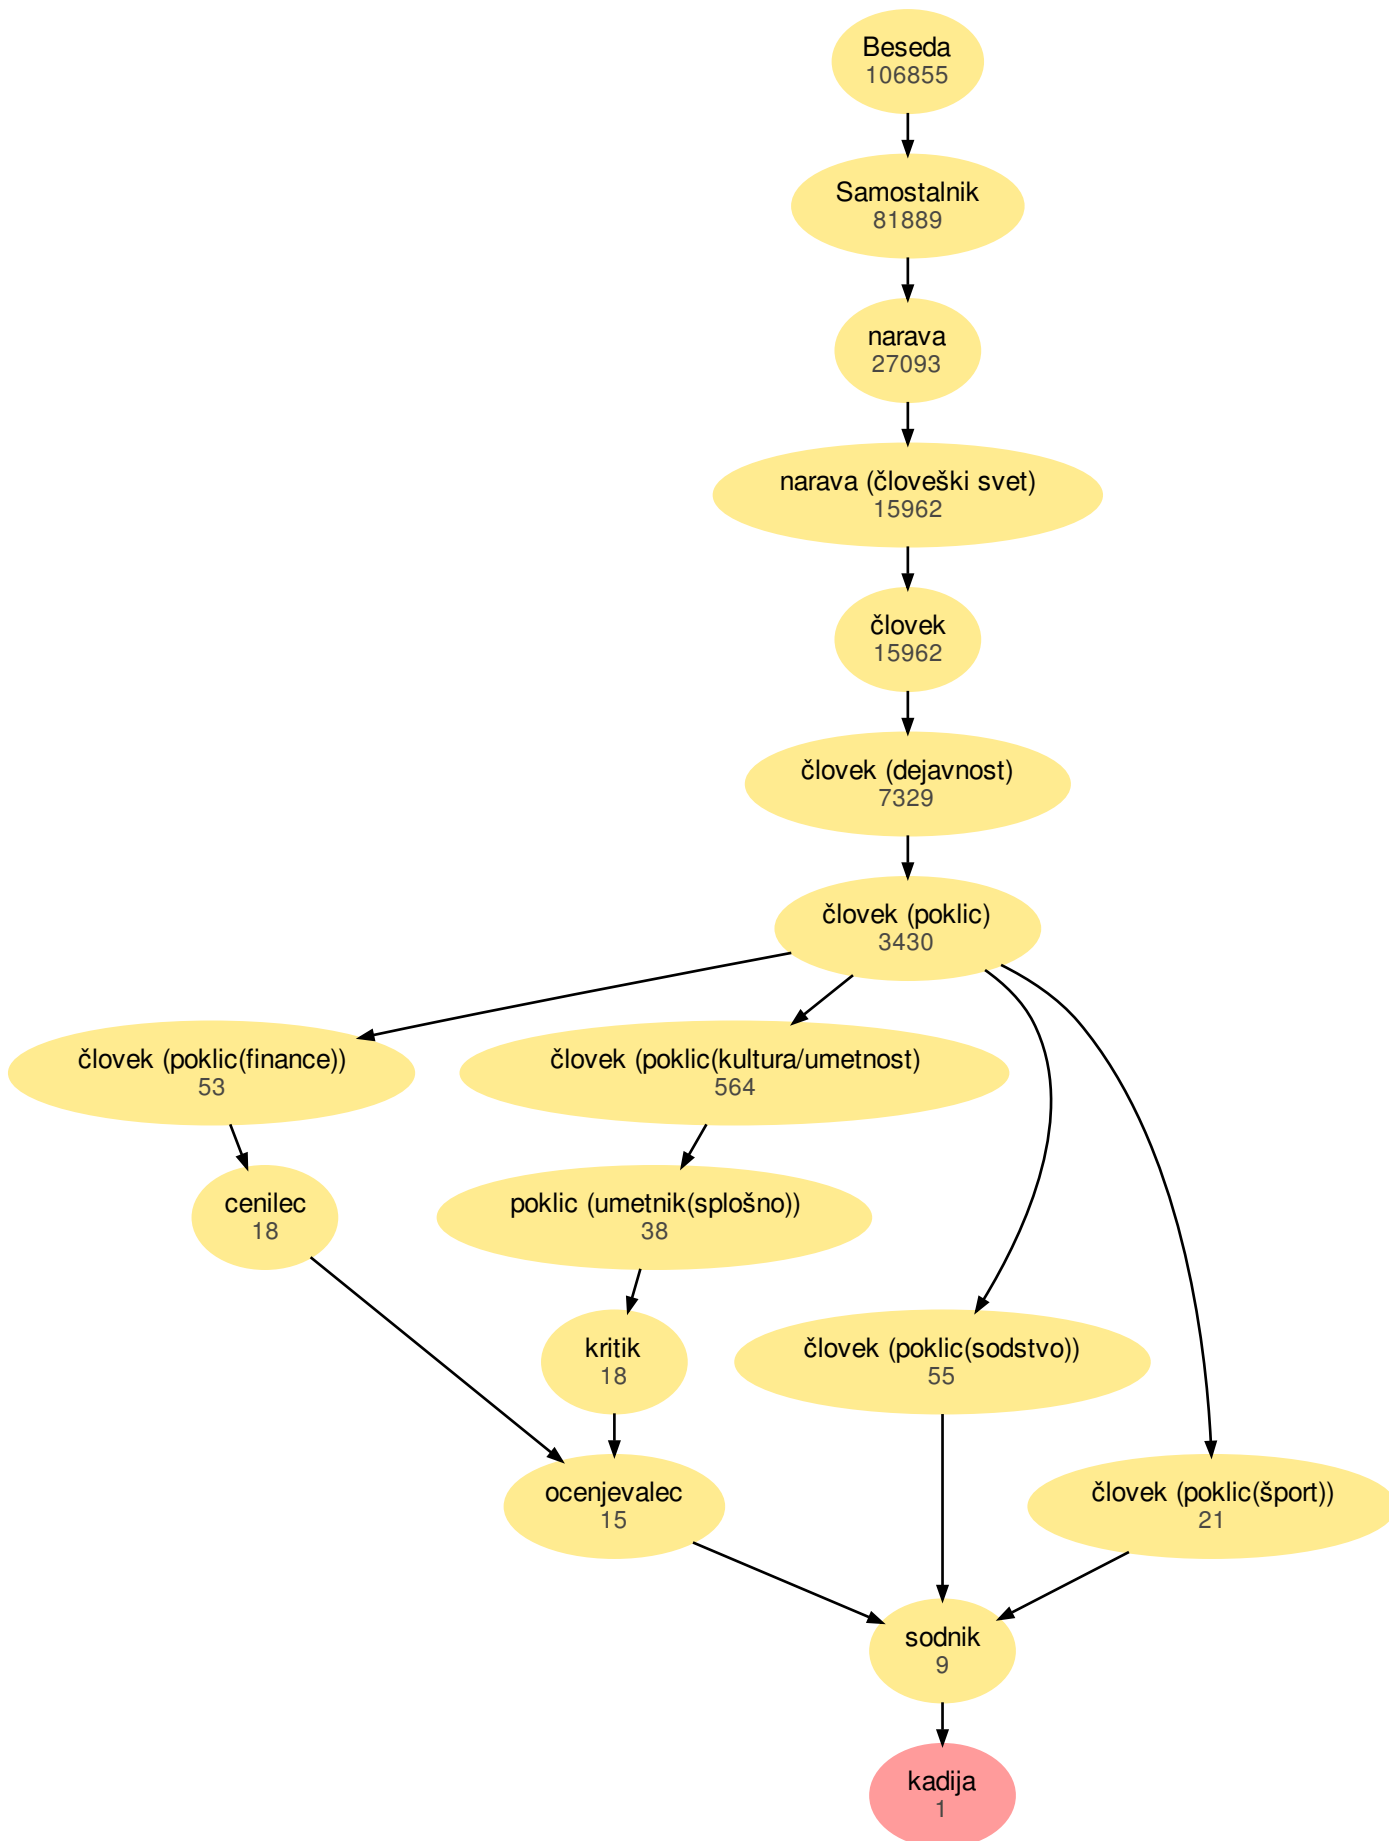 Beseda
106855
Samostalnik
81889
narava
27093
narava (človeški svet)
15962
človek
15962
človek (dejavnost)
7329
človek (poklic)
3430
človek (poklic(finance))
53
človek (poklic(kultura/umetnost)
564
cenilec
18
poklic (umetnik(splošno))
38
kritik
18
človek (poklic(sodstvo))
55
ocenjevalec
15
človek (poklic(šport))
21
sodnik
9
kadija
1